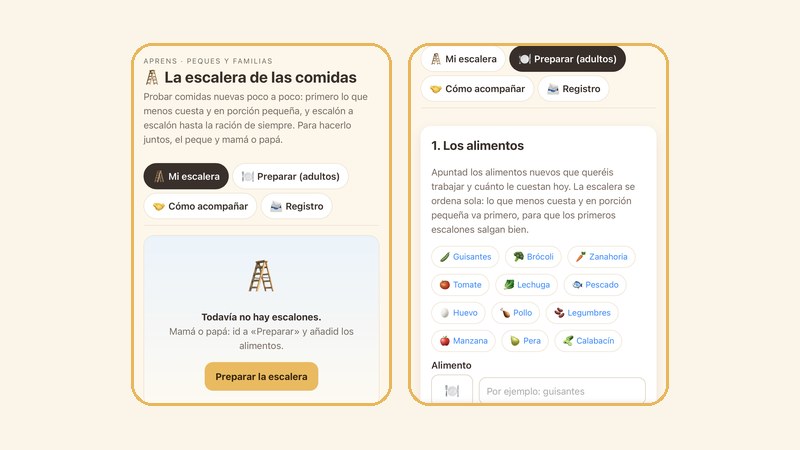 APRENS · PEQUES Y FAMILIAS
La escalera de las comidas
Probar comidas nuevas poco a poco: primero lo que
menos cuesta y en porción pequeña, y escalón a
escalón hasta la ración de siempre. Para hacerlo
juntos, el peque y mamá o papá.
Mi escalera
Preparar (adultos)
Cómo acompañar
Registro
Todavía no hay escalones.
Mamá o papá: id a «Preparar» y añadid los
alimentos.
Preparar la escalera
Mi escalera
Preparar (adultos)
Cómo acompañar
Registro
1. Los alimentos
Apuntad los alimentos nuevos que queréis
trabajar y cuánto le cuestan hoy. La escalera se
ordena sola: lo que menos cuesta y en porción
pequeña va primero, para que los primeros
escalones salgan bien.
Guisantes
Brócoli
Zanahoria
Tomate
Lechuga
Pescado
Huevo
Pollo
Legumbres
Manzana
Pera
Calabacín
Alimento
Por ejemplo: guisantes